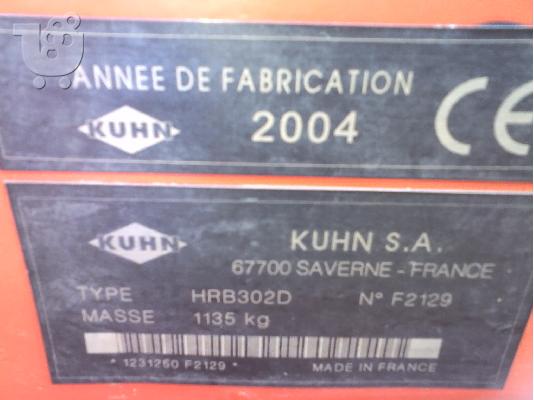 ANNEE DE FABRICATION
KUHN 2004 CE
KUHN KUHN S.A.
67700 SAVERNE - FRANCE
TYPE HRB302D N° F2129
MASSE 1135 kg
* 1231260 F2129 * MADE IN FRANCE